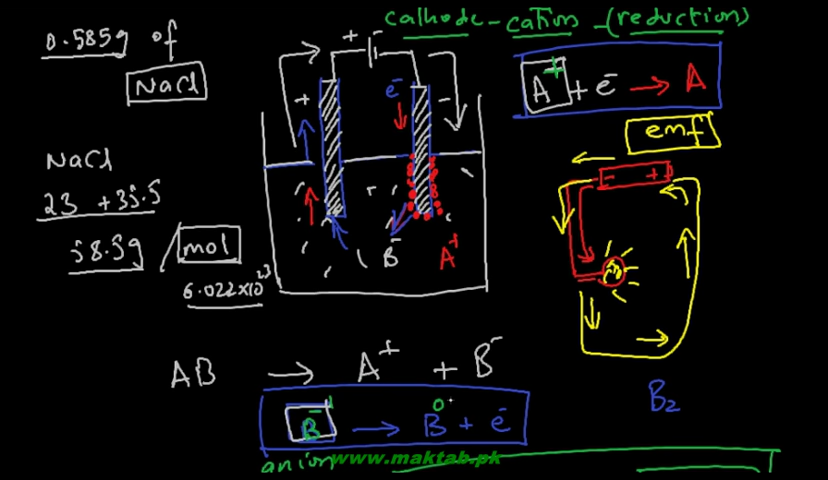 cathode - cation - (reduction)
0.585g of
NaCl
A⁺ + e⁻ → A
emf
+ -
+ e⁻ -
- +
NaCl
23 + 35.5
58.5g / mol
6.022×10²³
B⁻ A⁺
AB → A⁺ + B⁻
B₂
B⁻ → B⁰ + e⁻
anion
www.maktab.pk